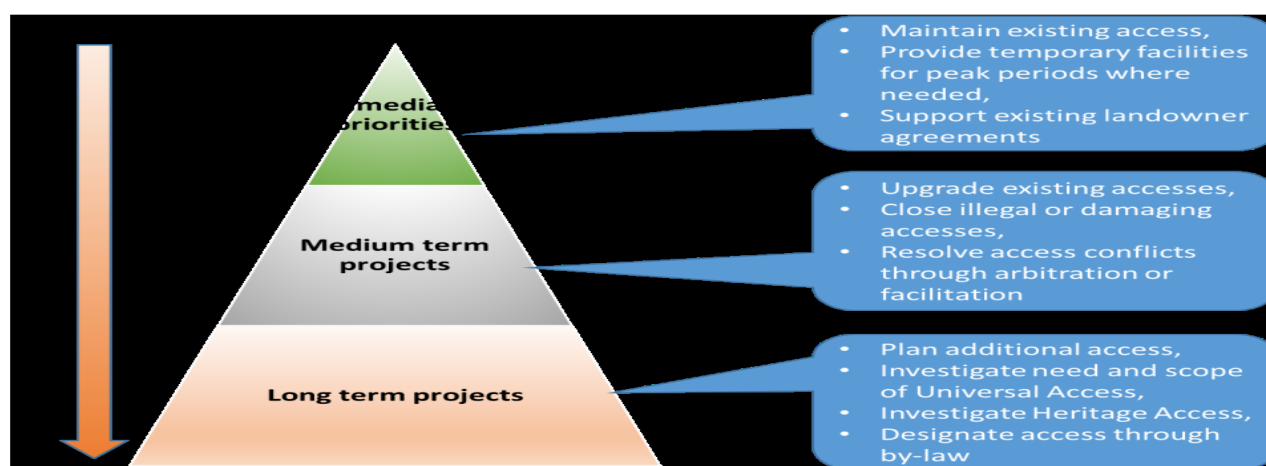 media
priorities
• Maintain existing access,
• Provide temporary facilities
for peak periods where
needed,
• Support existing landowner
agreements
Medium term
projects
• Upgrade existing accesses,
• Close illegal or damaging
accesses,
• Resolve access conflicts
through arbitration or
facilitation
Long term projects
• Plan additional access,
• Investigate need and scope
of Universal Access,
• Investigate Heritage Access,
• Designate access through
by-law